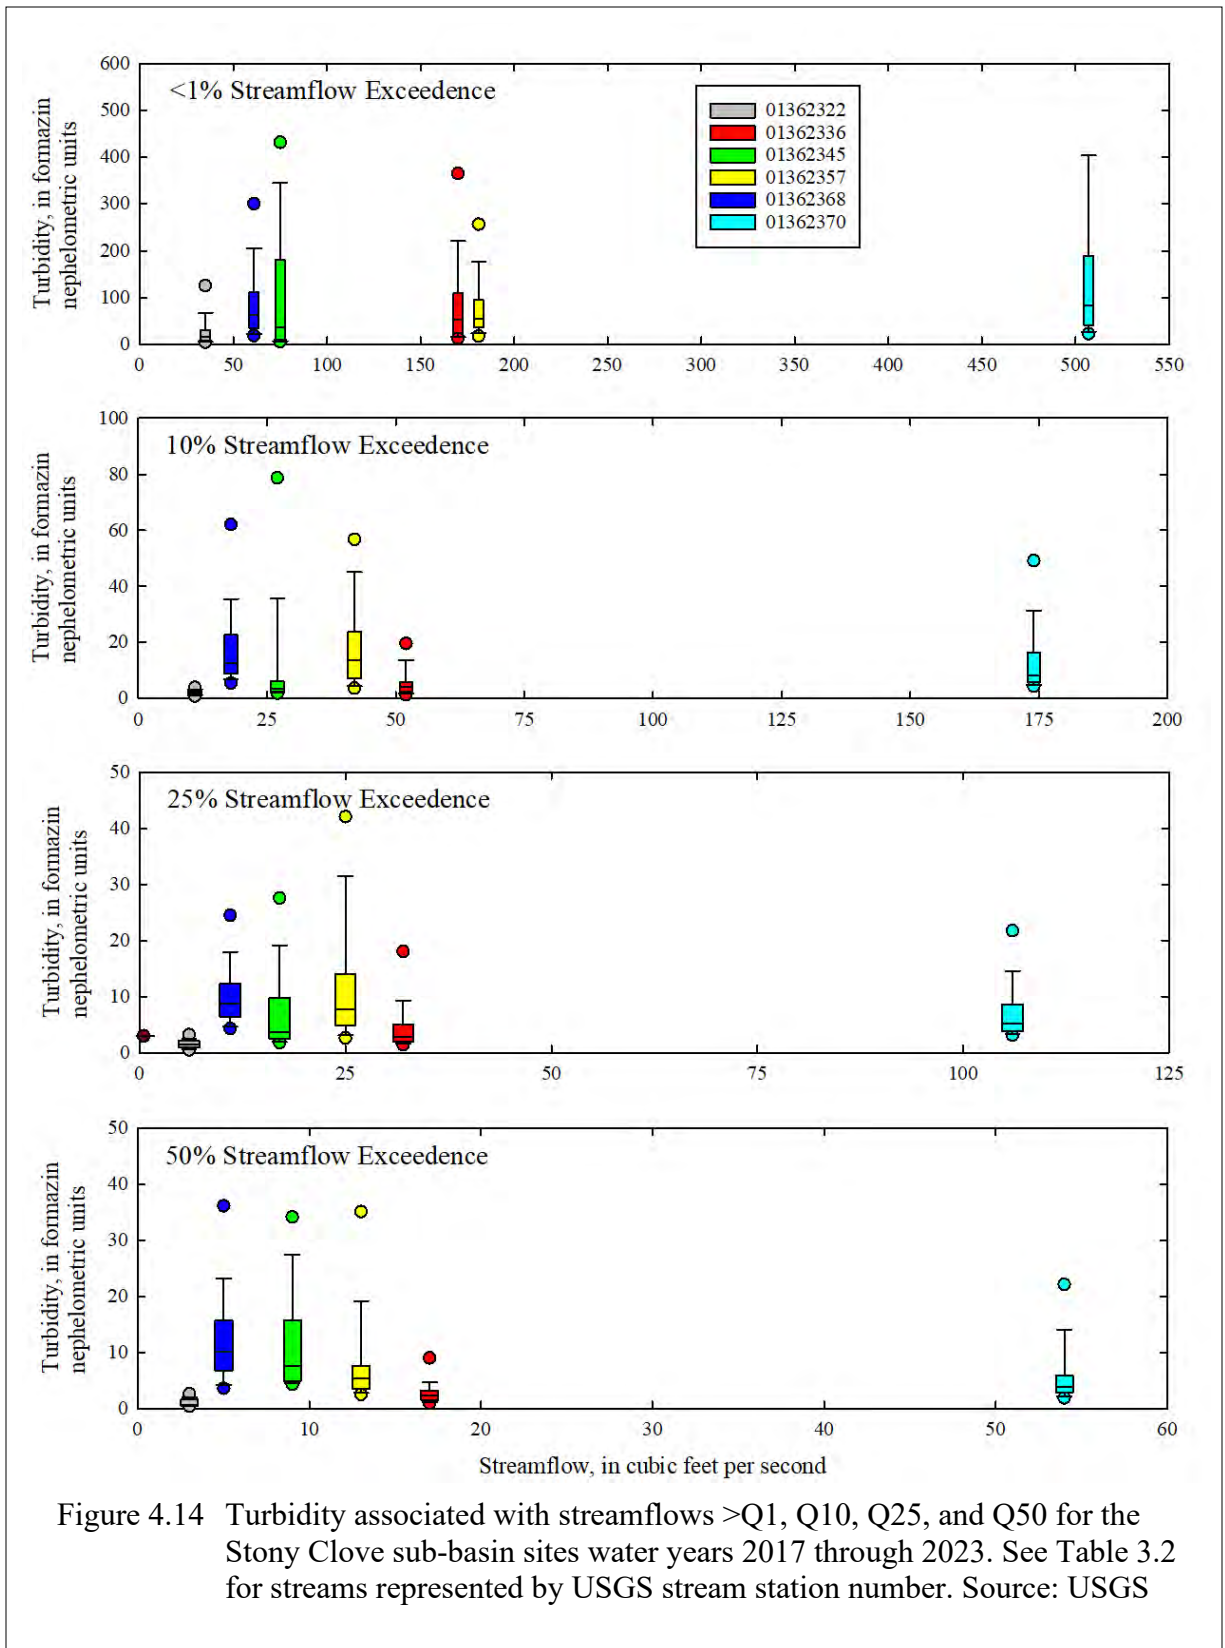 Turbidity, in formazin
nephelometric units
600
500
400
300
200
100
0
<1% Streamflow Exceedence
01362322
01362336
01362345
01362357
01362368
01362370
0 50 100 150 200 250 300 350 400 450 500 550
Turbidity, in formazin
nephelometric units
100
80
60
40
20
0
10% Streamflow Exceedence
0 25 50 75 100 125 150 175 200
Turbidity, in formazin
nephelometric units
50
40
30
20
10
0
25% Streamflow Exceedence
0 25 50 75 100 125
Turbidity, in formazin
nephelometric units
50
40
30
20
10
0
50% Streamflow Exceedence
0 10 20 30 40 50 60
Streamflow, in cubic feet per second
Figure 4.14 Turbidity associated with streamflows >Q1, Q10, Q25, and Q50 for the
Stony Clove sub-basin sites water years 2017 through 2023. See Table 3.2
for streams represented by USGS stream station number. Source: USGS